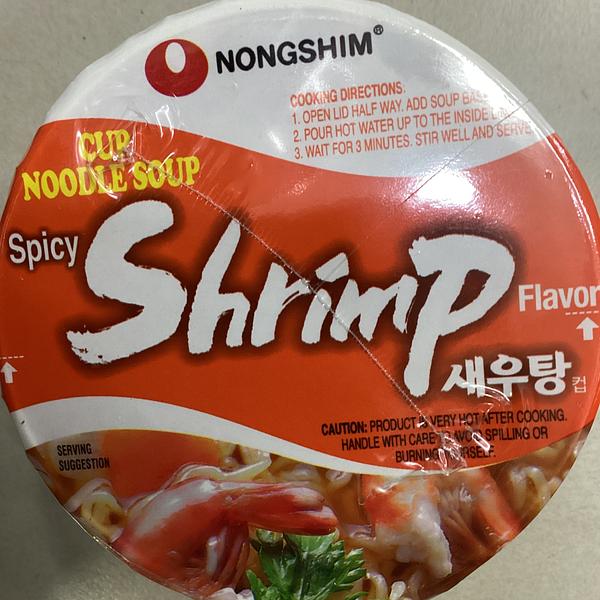 NONGSHIM®
COOKING DIRECTIONS
1. OPEN LID HALF WAY. ADD SOUP
2. POUR HOT WATER UP TO THE INSIDE
3. WAIT FOR 3 MINUTES. STIR WELL AND SERVE
CUP
NOODLE SOUP
Spicy
Shrimp
Flavor
새우탕컵
CAUTION: PRODUCT IS VERY HOT AFTER COOKING.
HANDLE WITH CARE TO AVOID SPILLING OR
BURNING YOURSELF.
SERVING
SUGGESTION